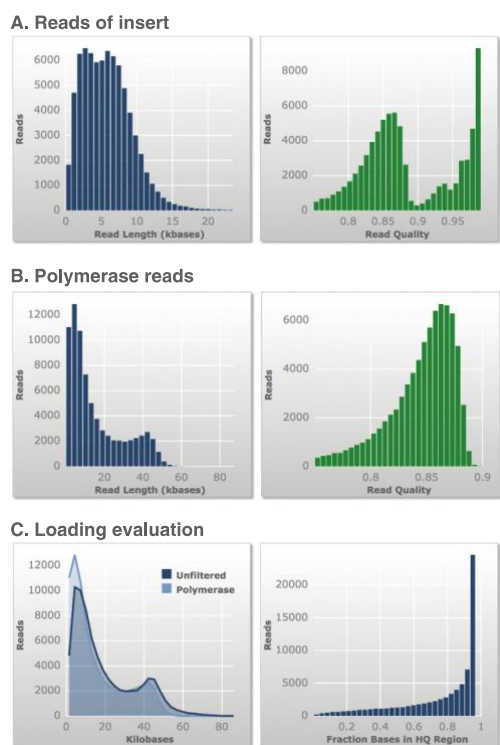 A. Reads of insert
6000
5000
4000
3000
2000
1000
0
Reads
0 5 10 15 20
Read Length (kbases)
8000
6000
4000
2000
0
Reads
0.8 0.85 0.9 0.95
Read Quality
B. Polymerase reads
12000
10000
8000
6000
4000
2000
0
Reads
20 40 60 80
Read Length (kbases)
6000
4000
2000
0
Reads
0.8 0.85 0.9
Read Quality
C. Loading evaluation
12000
10000
8000
6000
4000
2000
0
Reads
Unfiltered
Polymerase
0 20 40 60 80
Kilobases
20000
15000
10000
5000
0
Reads
0.2 0.4 0.6 0.8 1
Fraction Bases in HQ Region